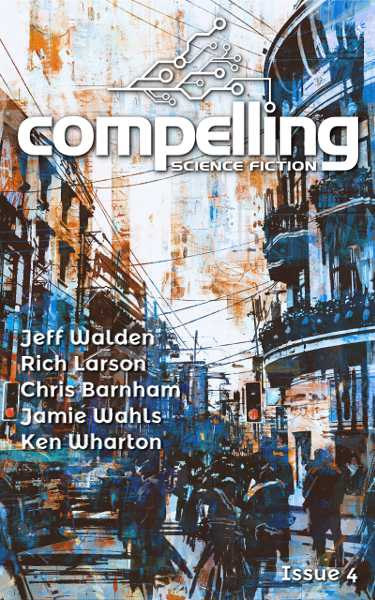 compelling
SCIENCE FICTION
Jeff Walden
Rich Larson
Chris Barnham
Jamie Wahls
Ken Wharton
Issue 4